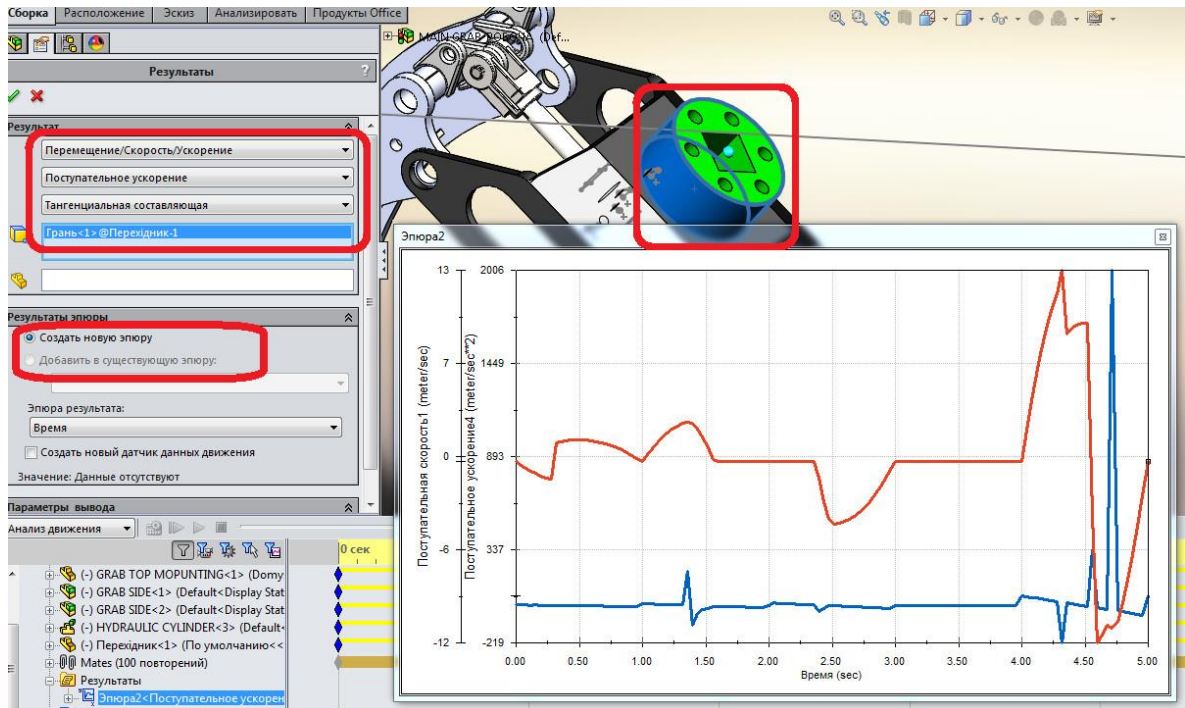 Сборка Расположение Эскиз Анализировать Продукты Office
MAIN GRAB (Def...
Результаты ?
Результат
Перемещение/Скорость/Ускорение
Поступательное ускорение
Тангенциальная составляющая
Грань<1>@Перехідник-1
Результаты эпюры
Создать новую эпюру
Добавить в существующую эпюру:
Эпюра результата:
Время
Создать новый датчик данных движения
Значение: Данные отсутствуют
Параметры вывода
Анализ движения
0 сек
(-) GRAB TOP MOPUNTING<1> (Domy
(-) GRAB SIDE<1> (Default<Display Stat
(-) GRAB SIDE<2> (Default<Display Stat
(-) HYDRAULIC CYLINDER<3> (Default<
(-) Перехідник<1> (По умолчанию<<
Mates (100 повторений)
Результаты
Эпюра2<Поступательное ускорен
Эпюра2
Поступательная скорость1 (meter/sec)
13
7
0
-6
-12
Поступательное ускорение4 (meter/sec**2)
2006
1449
893
337
-219
0.00 0.50 1.00 1.50 2.00 2.50 3.00 3.50 4.00 4.50 5.00
Время (sec)